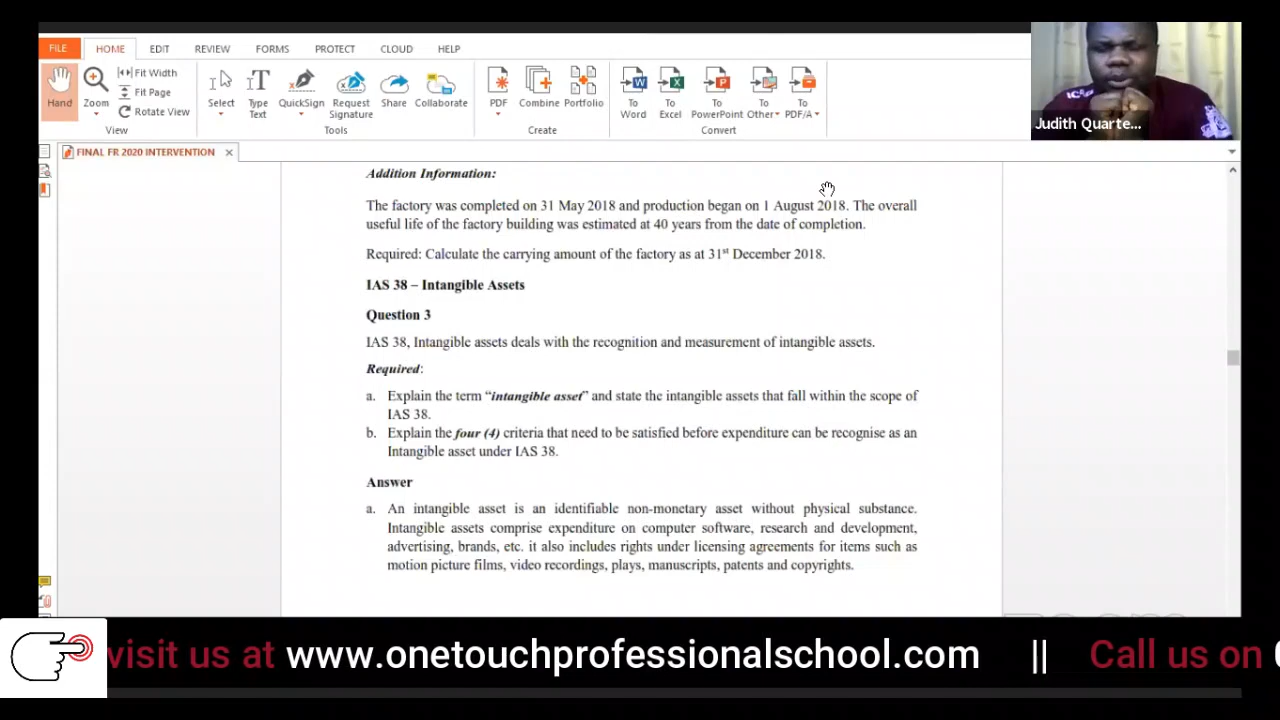 FILE HOME EDIT REVIEW FORMS PROTECT CLOUD HELP
Hand
Zoom
Fit Width
Fit Page
Rotate View
View
Select
Type Text
QuickSign
Request Signature
Share
Collaborate
Tools
PDF
Combine
Portfolio
Create
To Word
To Excel
To PowerPoint
To Other
To PDF/A
Convert
Judith Quarte...
FINAL FR 2020 INTERVENTION
Addition Information:
The factory was completed on 31 May 2018 and production began on 1 August 2018. The overall
useful life of the factory building was estimated at 40 years from the date of completion.
Required: Calculate the carrying amount of the factory as at 31st December 2018.
IAS 38 – Intangible Assets
Question 3
IAS 38, Intangible assets deals with the recognition and measurement of intangible assets.
Required:
a. Explain the term “intangible asset” and state the intangible assets that fall within the scope of
IAS 38.
b. Explain the four (4) criteria that need to be satisfied before expenditure can be recognise as an
Intangible asset under IAS 38.
Answer
a. An intangible asset is an identifiable non-monetary asset without physical substance.
Intangible assets comprise expenditure on computer software, research and development,
advertising, brands, etc. it also includes rights under licensing agreements for items such as
motion picture films, video recordings, plays, manuscripts, patents and copyrights.
visit us at www.onetouchprofessionalschool.com || Call us on